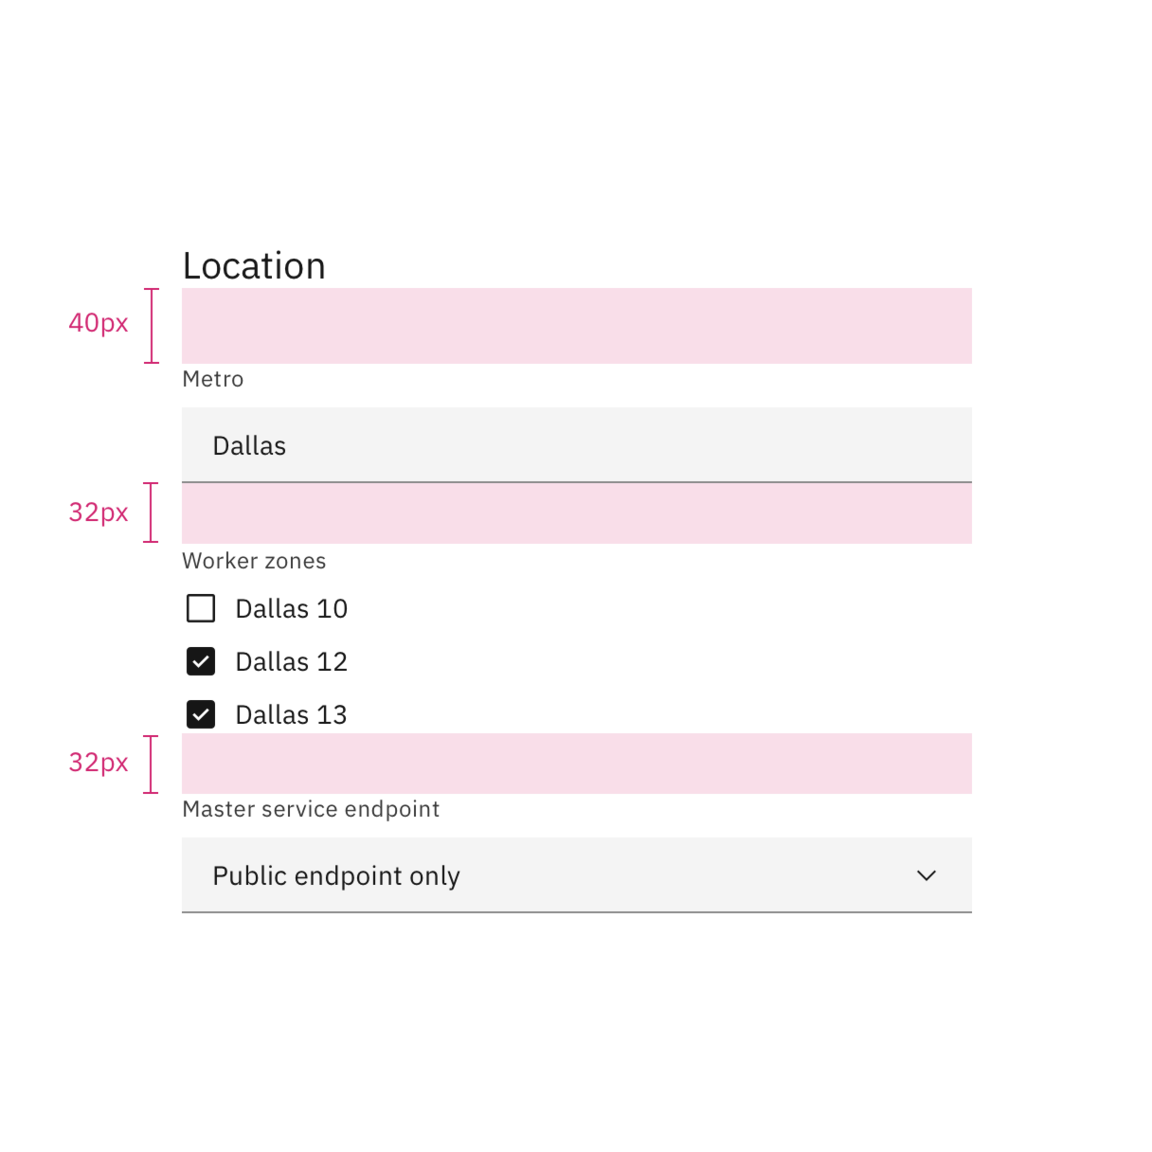 Location
40px
Metro
Dallas
32px
Worker zones
Dallas 10
Dallas 12
Dallas 13
32px
Master service endpoint
Public endpoint only